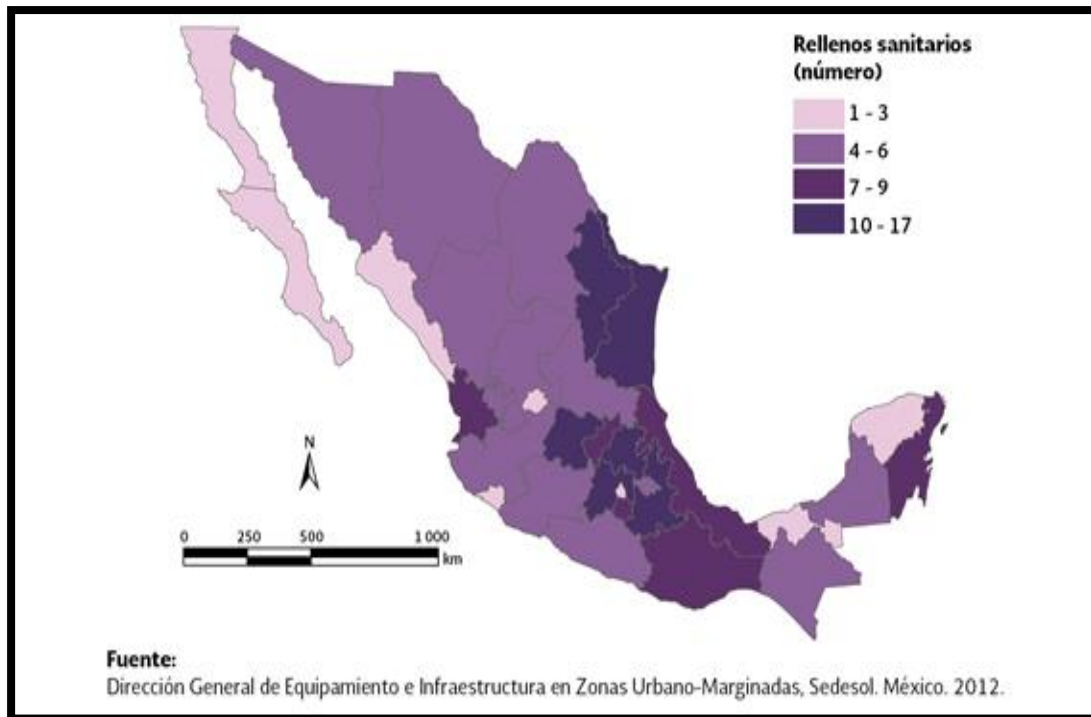 Rellenos sanitarios
(número)
1 - 3
4 - 6
7 - 9
10 - 17
N
0 250 500 1 000
km
Fuente:
Dirección General de Equipamiento e Infraestructura en Zonas Urbano-Marginadas, Sedesol. México. 2012.